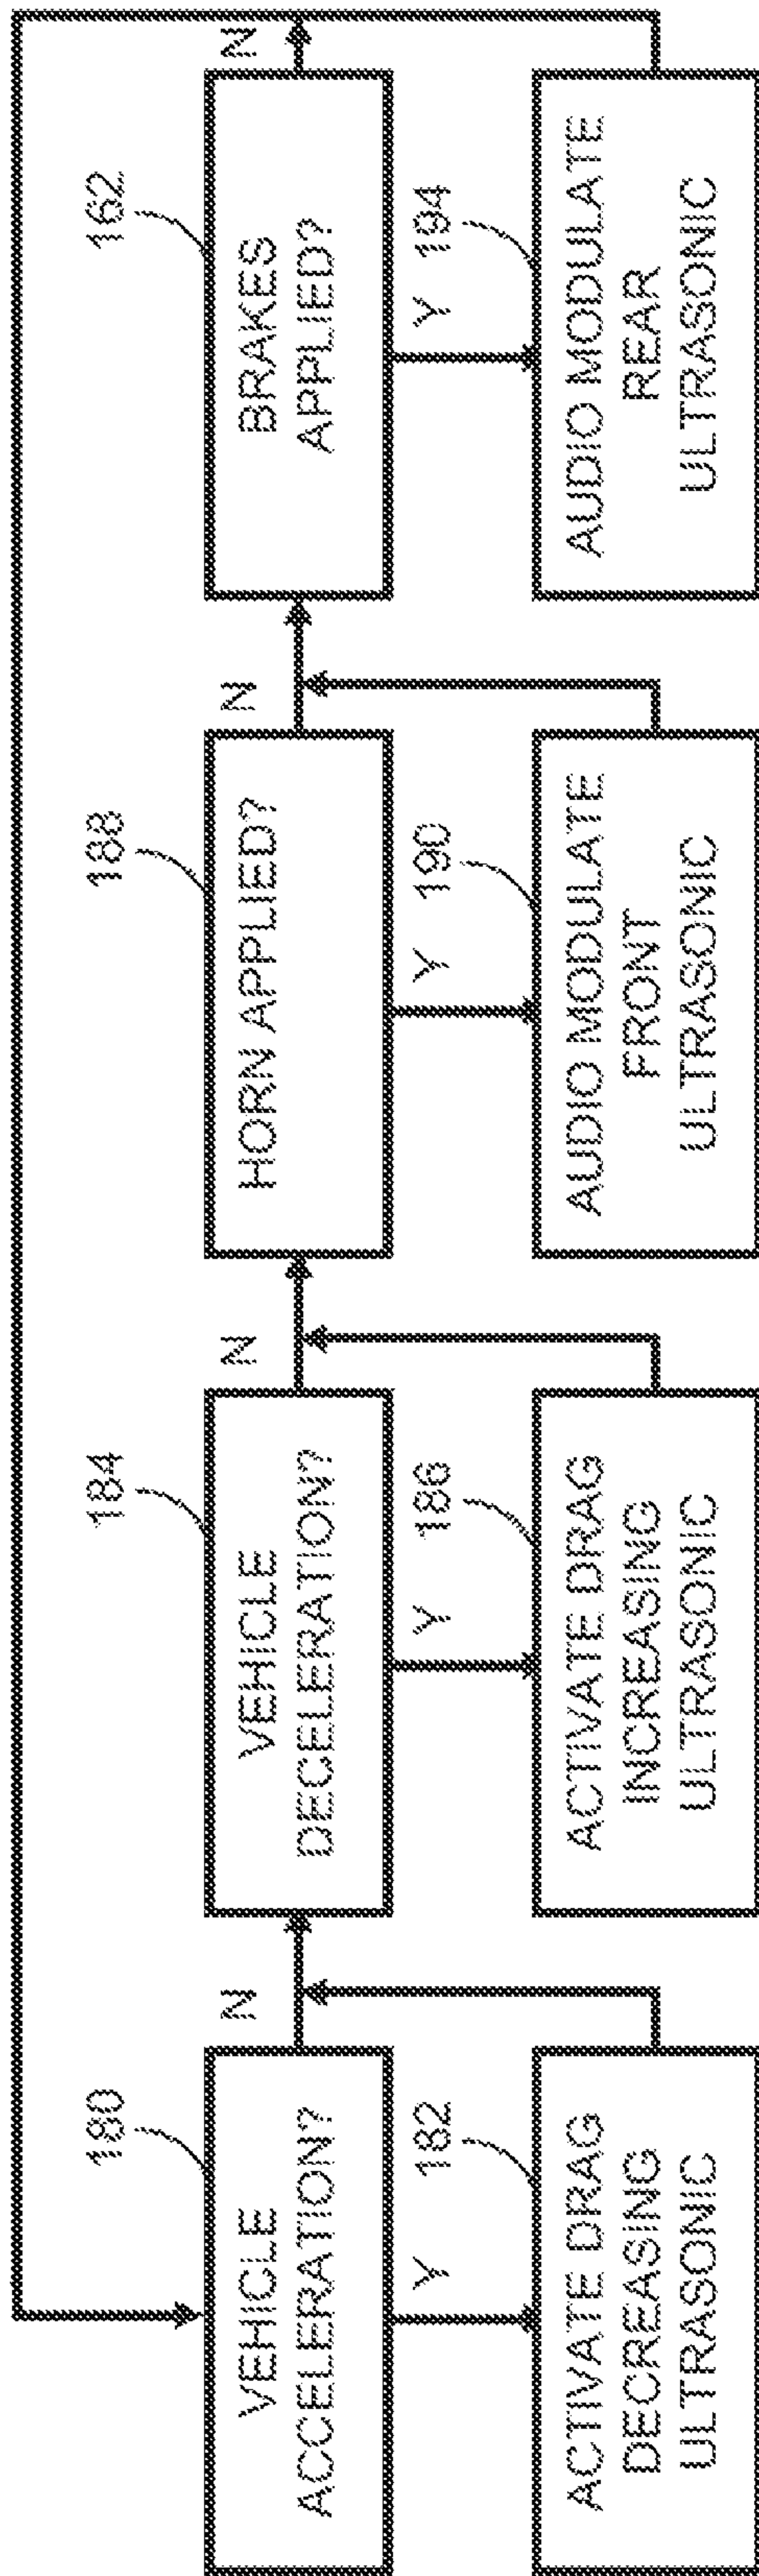 180
VEHICLE
ACCELERATION?
N
Y
182
ACTIVATE DRAG
DECREASING
ULTRASONIC
184
VEHICLE
DECELERATION?
N
Y
186
ACTIVATE DRAG
INCREASING
ULTRASONIC
188
HORN APPLIED?
N
Y
190
AUDIO MODULATE
FRONT
ULTRASONIC
162
BRAKES
APPLIED?
N
Y
194
AUDIO MODULATE
REAR
ULTRASONIC